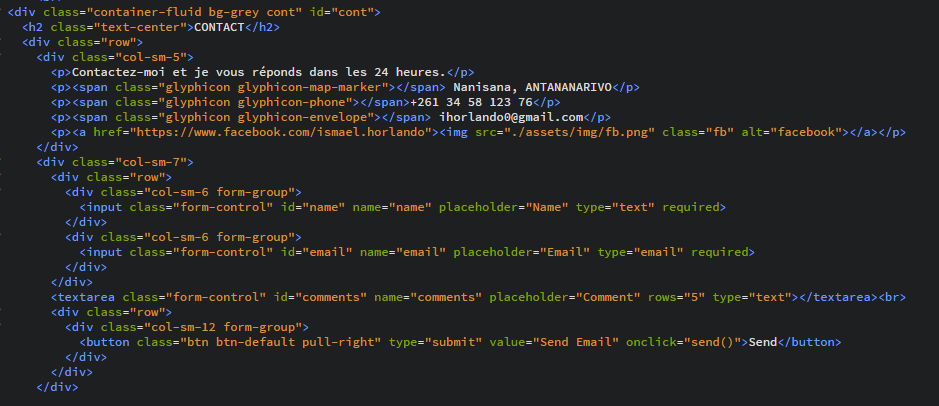 <div class="container-fluid bg-grey cont" id="cont">
<h2 class="text-center">CONTACT</h2>
<div class="row">
<div class="col-sm-5">
<p>Contactez-moi et je vous réponds dans les 24 heures.</p>
<p><span class="glyphicon glyphicon-map-marker"></span> Nanisana, ANTANANARIVO</p>
<p><span class="glyphicon glyphicon-phone"></span>+261 34 58 123 76</p>
<p><span class="glyphicon glyphicon-envelope"></span> ihorlando0@gmail.com</p>
<p><a href="https://www.facebook.com/ismael.horlando"><img src="./assets/img/fb.png" class="fb" alt="facebook"></a></p>
</div>
<div class="col-sm-7">
<div class="row">
<div class="col-sm-6 form-group">
<input class="form-control" id="name" name="name" placeholder="Name" type="text" required>
</div>
<div class="col-sm-6 form-group">
<input class="form-control" id="email" name="email" placeholder="Email" type="email" required>
</div>
</div>
<textarea class="form-control" id="comments" name="comments" placeholder="Comment" rows="5" type="text"></textarea><br>
<div class="row">
<div class="col-sm-12 form-group">
<button class="btn btn-default pull-right" type="submit" value="Send Email" onclick="send()">Send</button>
</div>
</div>
</div>